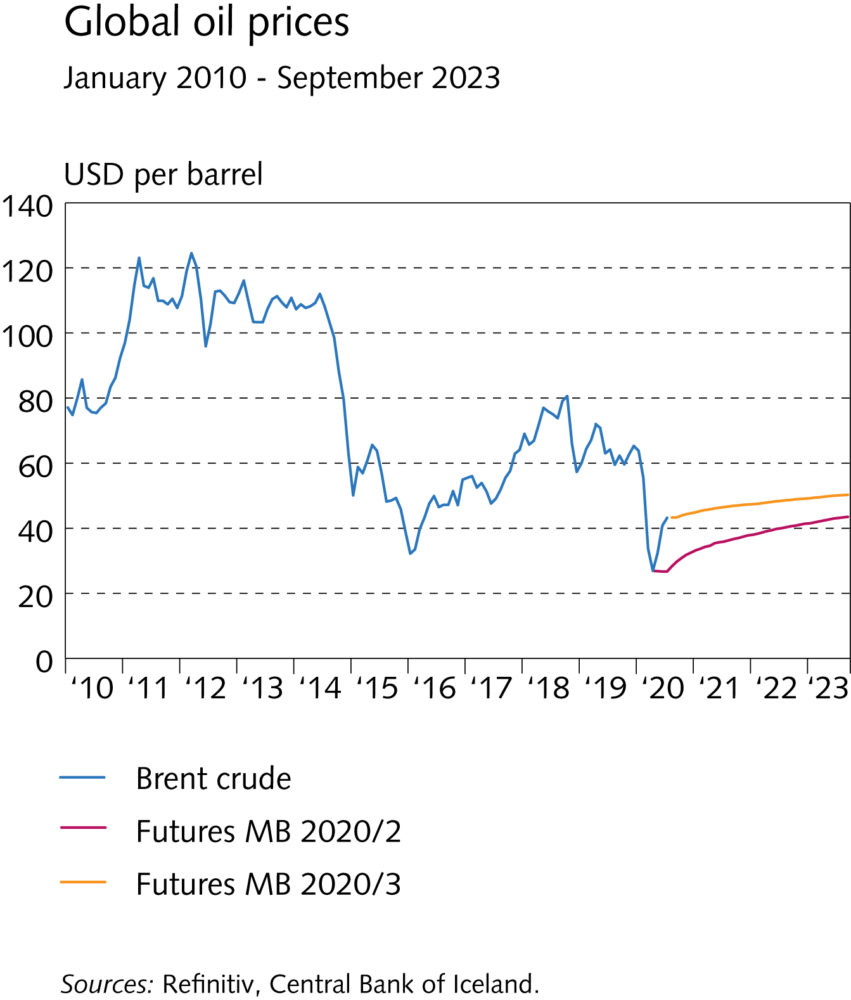 Global oil prices
January 2010 - September 2023
USD per barrel
140
120
100
80
60
40
20
0
‘10 ‘11 ‘12 ‘13 ‘14 ‘15 ‘16 ‘17 ‘18 ‘19 ‘20 ‘21 ‘22 ‘23
Brent crude
Futures MB 2020/2
Futures MB 2020/3
Sources: Refinitiv, Central Bank of Iceland.